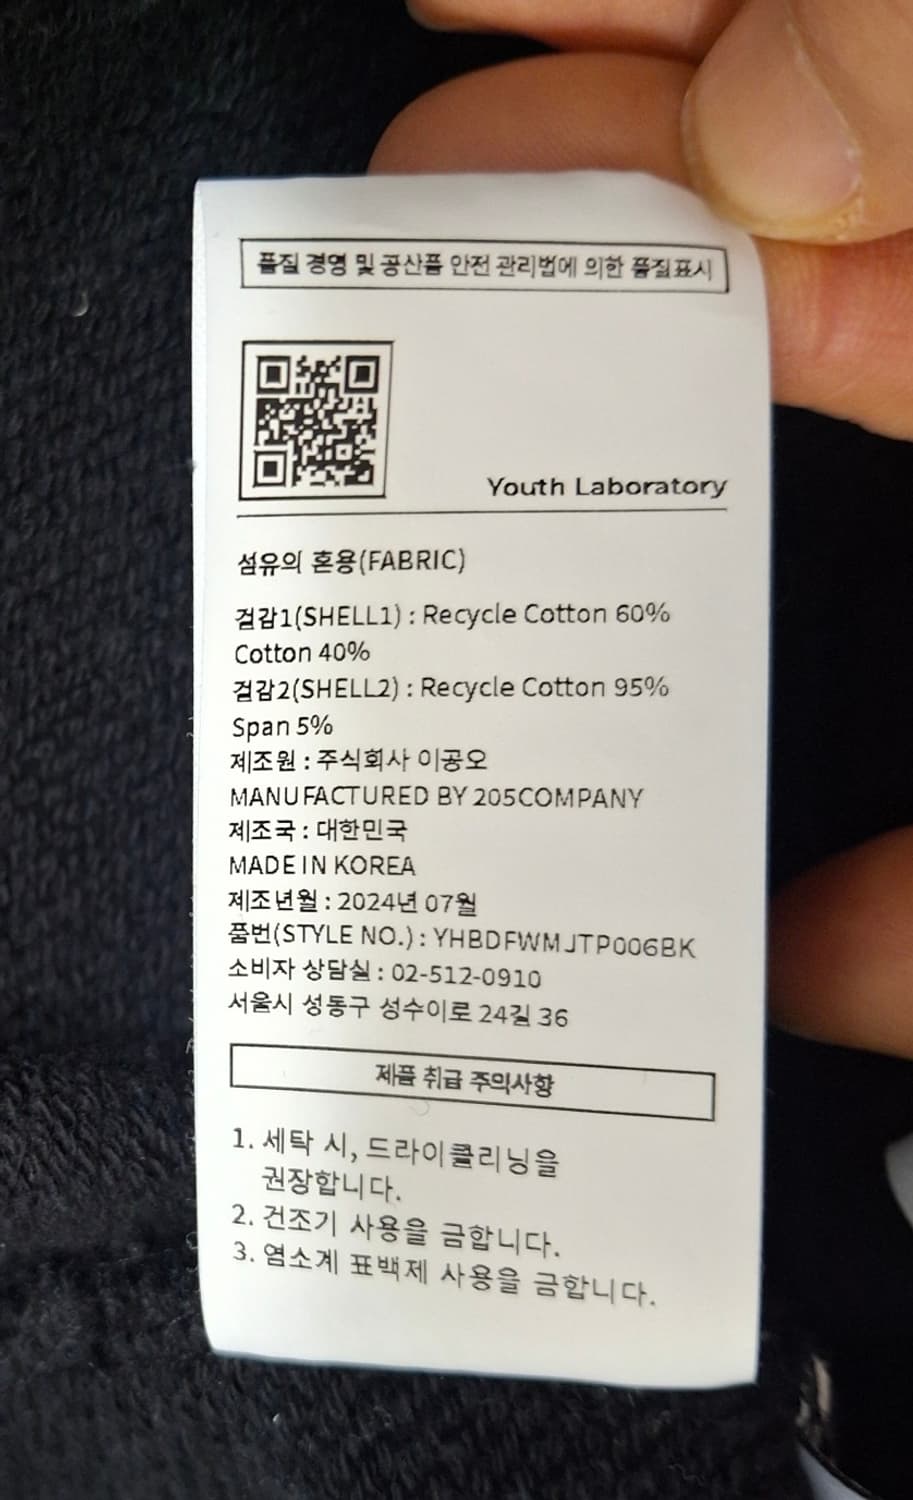 품질 경영 및 공산품 안전 관리법에 의한 품질표시
Youth Laboratory
섬유의 혼용(FABRIC)
겉감1(SHELL1) : Recycle Cotton 60%
Cotton 40%
겉감2(SHELL2) : Recycle Cotton 95%
Span 5%
제조원 : 주식회사 이공오
MANUFACTURED BY 205COMPANY
제조국 : 대한민국
MADE IN KOREA
제조년월 : 2024년 07월
품번(STYLE NO.) : YHBDFWMJTP006BK
소비자 상담실 : 02-512-0910
서울시 성동구 성수이로 24길 36
제품 취급 주의사항
1. 세탁 시, 드라이클리닝을
권장합니다.
2. 건조기 사용을 금합니다.
3. 염소계 표백제 사용을 금합니다.